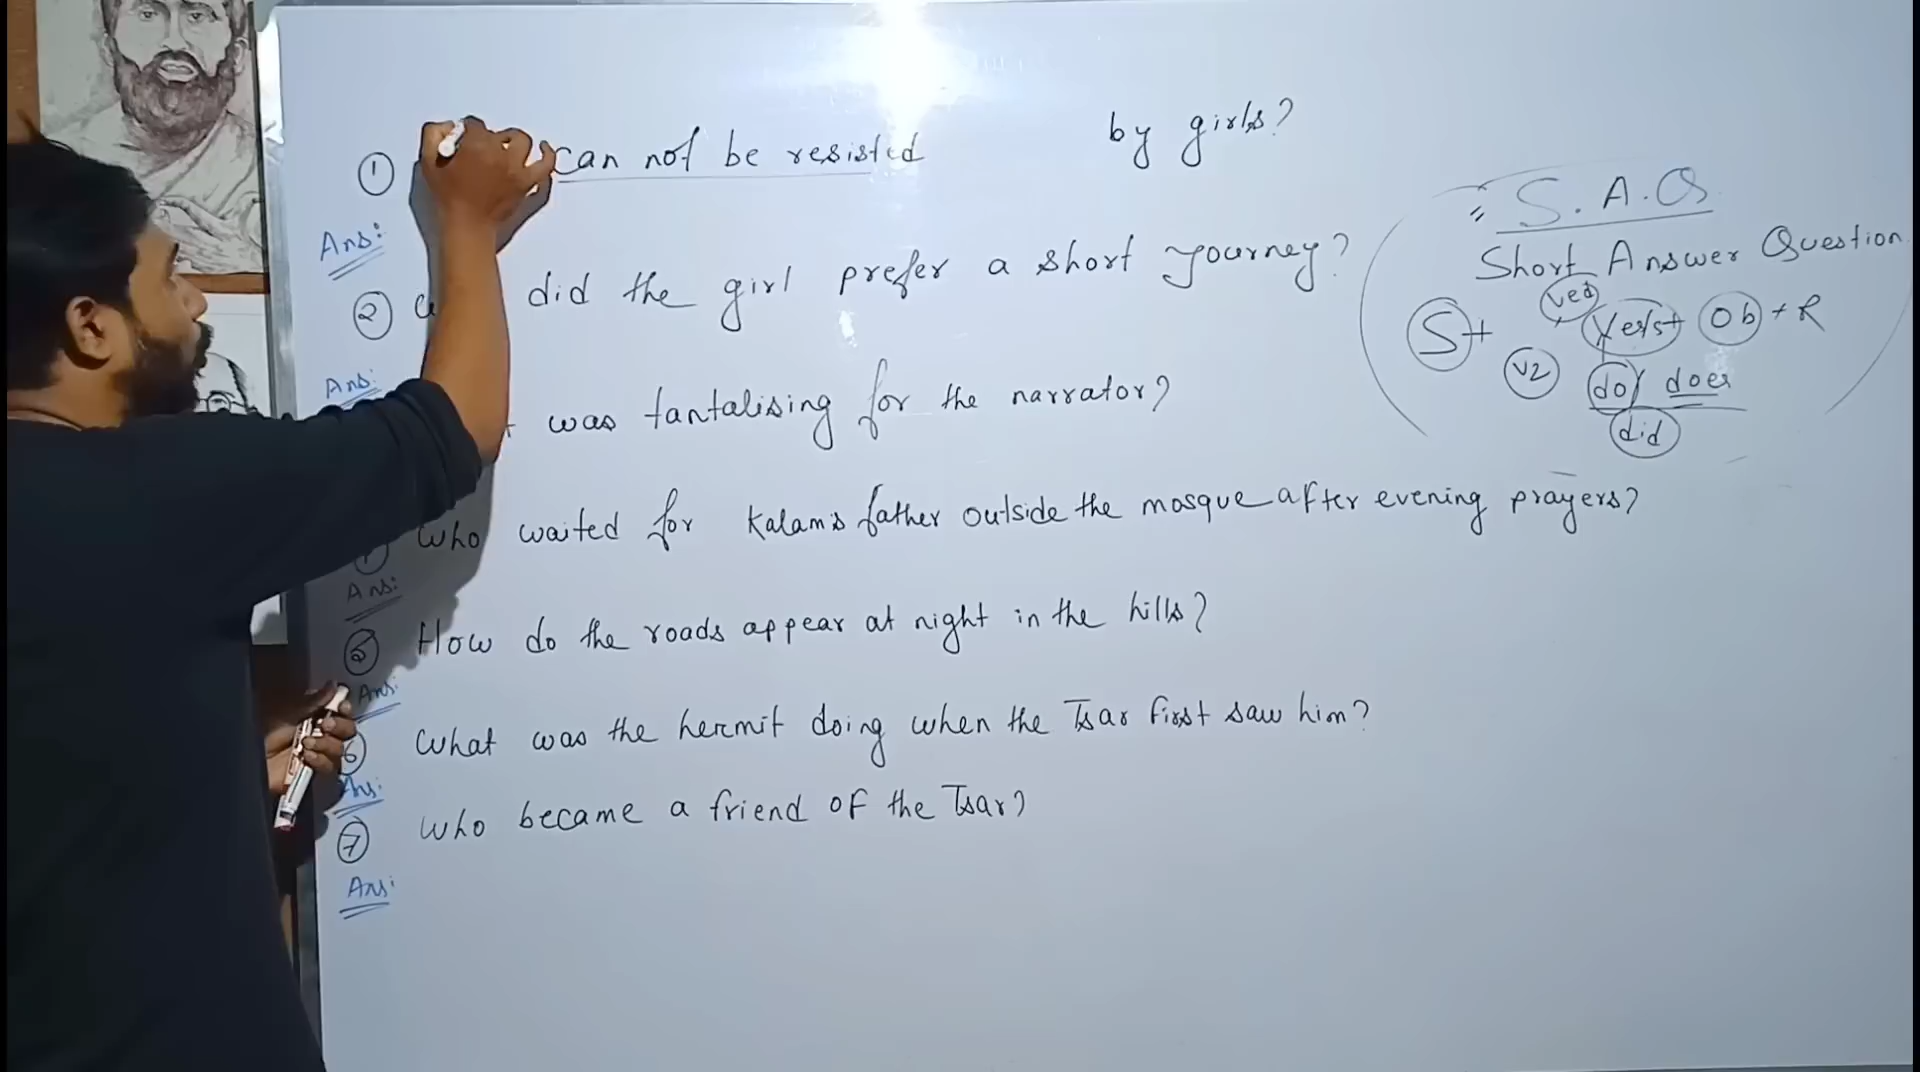 ① can not be resisted by girls?
Ans:
② did the girl prefer a short journey?
Ans:
was tantalising for the narrator?
Who waited for Kalam's father outside the mosque after evening prayers?
Ans:
⑤ How do the roads appear at night in the hills?
Ans:
⑥ What was the hermit doing when the Tsar first saw him?
Ans:
⑦ Who became a friend of the Tsar?
Ans:
S. A. Q
Short Answer Question
S + Ves/s+ Ob + R
ved
V2
do/ does
did